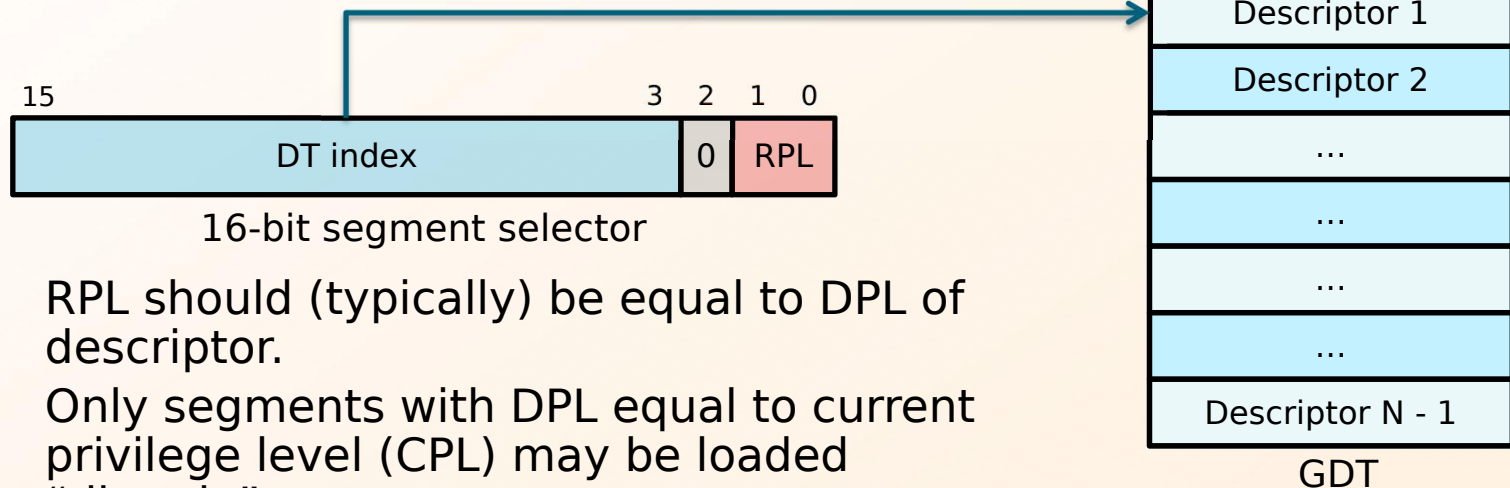 Descriptor 1
Descriptor 2
15 3 2 1 0
DT index 0 RPL
...
16-bit segment selector
...
RPL should (typically) be equal to DPL of
descriptor.
...
...
Only segments with DPL equal to current
privilege level (CPL) may be loaded
Descriptor N - 1
GDT